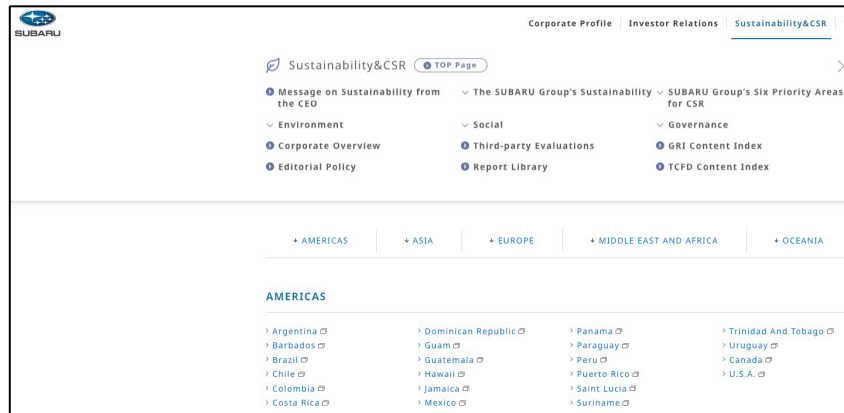 SUBARU
Corporate Profile Investor Relations Sustainability&CSR
Sustainability&CSR TOP Page
Message on Sustainability from the CEO
The SUBARU Group's Sustainability
SUBARU Group's Six Priority Areas for CSR
Environment Social Governance
Corporate Overview Third-party Evaluations GRI Content Index
Editorial Policy Report Library TCFD Content Index
AMERICAS ASIA EUROPE MIDDLE EAST AND AFRICA OCEANIA
AMERICAS
Argentina Dominican Republic Panama Trinidad And Tobago
Barbados Guam Paraguay Uruguay
Brazil Guatemala Peru Canada
Chile Hawaii Puerto Rico U.S.A.
Colombia Jamaica Saint Lucia
Costa Rica Mexico Suriname